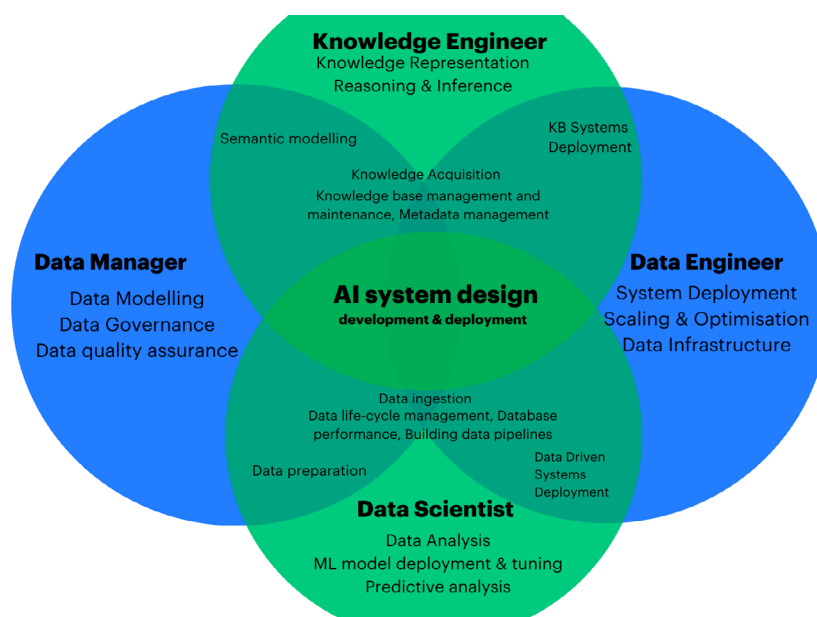 Knowledge Engineer
Knowledge Representation
Reasoning & Inference
Semantic modelling
KB Systems
Deployment
Knowledge Acquisition
Knowledge base management and
maintenance, Metadata management
Data Manager
Data Modelling
Data Governance
Data quality assurance
AI system design
development & deployment
Data Engineer
System Deployment
Scaling & Optimisation
Data Infrastructure
Data ingestion
Data life-cycle management, Database
performance, Building data pipelines
Data preparation
Data Driven
Systems
Deployment
Data Scientist
Data Analysis
ML model deployment & tuning
Predictive analysis